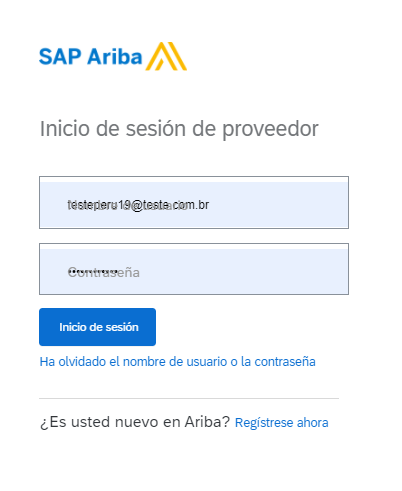 SAP Ariba
Inicio de sesión de proveedor
testeperu19@teste.com.br
Contraseña
Inicio de sesión
Ha olvidado el nombre de usuario o la contraseña
¿Es usted nuevo en Ariba? Regístrese ahora